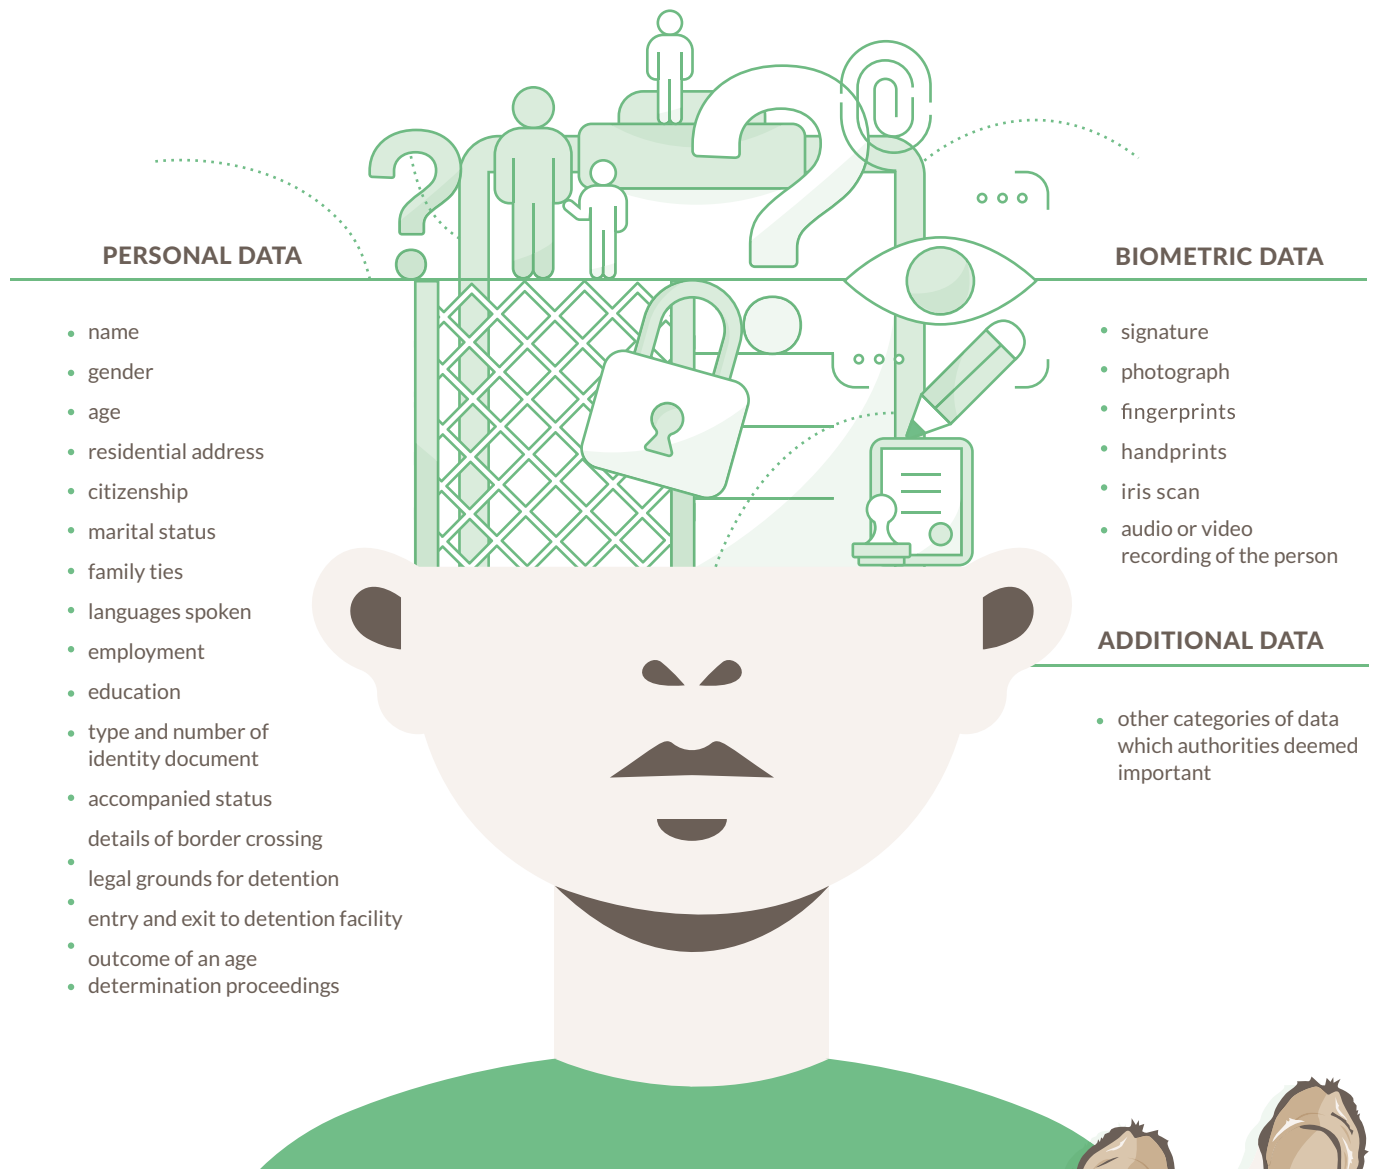 PERSONAL DATA
name
gender
age
residential address
citizenship
marital status
family ties
languages spoken
employment
education
type and number of
identity document
accompanied status
details of border crossing
legal grounds for detention
entry and exit to detention facility
outcome of an age
determination proceedings
BIOMETRIC DATA
signature
photograph
fingerprints
handprints
iris scan
audio or video
recording of the person
ADDITIONAL DATA
other categories of data
which authorities deemed
important